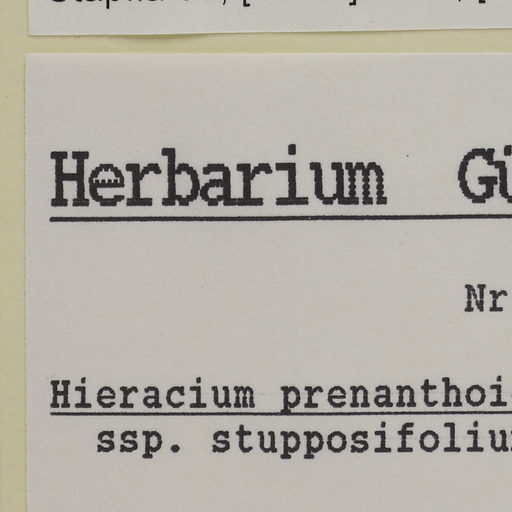 Herbarium Gü
Nr
Hieracium prenanthoi
ssp. stupposifoliu